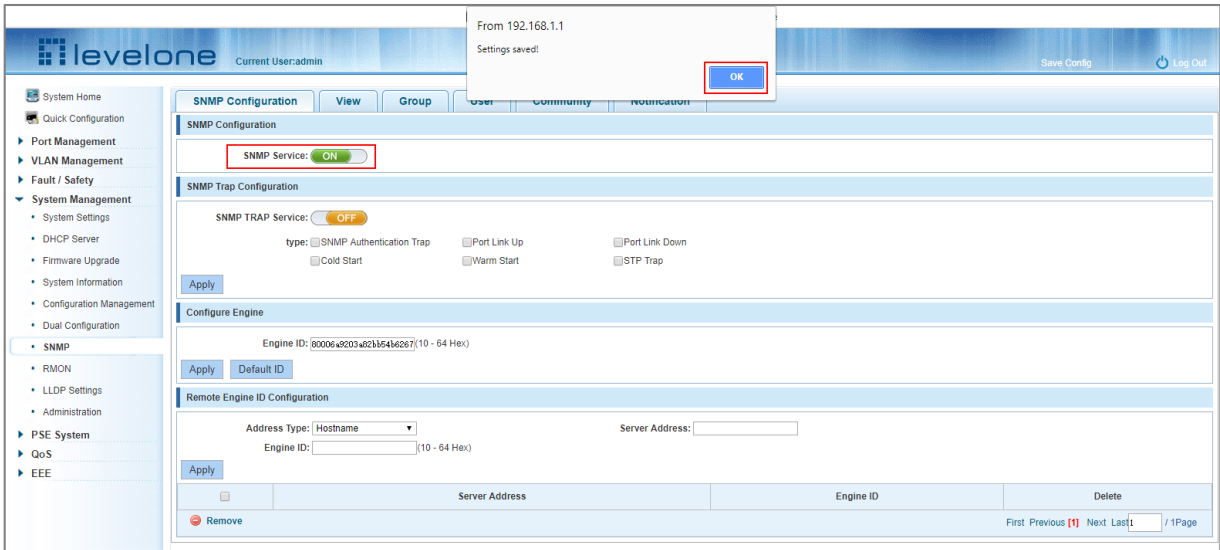 From 192.168.1.1
Settings saved!
OK
levelone Current User:admin Save Config Log Out
System Home
Quick Configuration
Port Management
VLAN Management
Fault / Safety
System Management
System Settings
DHCP Server
Firmware Upgrade
System Information
Configuration Management
Dual Configuration
SNMP
RMON
LLDP Settings
Administration
PSE System
QoS
EEE
SNMP Configuration View Group User Community Notification
SNMP Configuration
SNMP Service: ON
SNMP Trap Configuration
SNMP TRAP Service: OFF
type: SNMP Authentication Trap Port Link Up Port Link Down
Cold Start Warm Start STP Trap
Apply
Configure Engine
Engine ID: 80006a9203a82bb54b6267 (10 - 64 Hex)
Apply Default ID
Remote Engine ID Configuration
Address Type: Hostname Server Address:
Engine ID: (10 - 64 Hex)
Apply
Server Address Engine ID Delete
Remove First Previous [1] Next Last 1 / 1Page